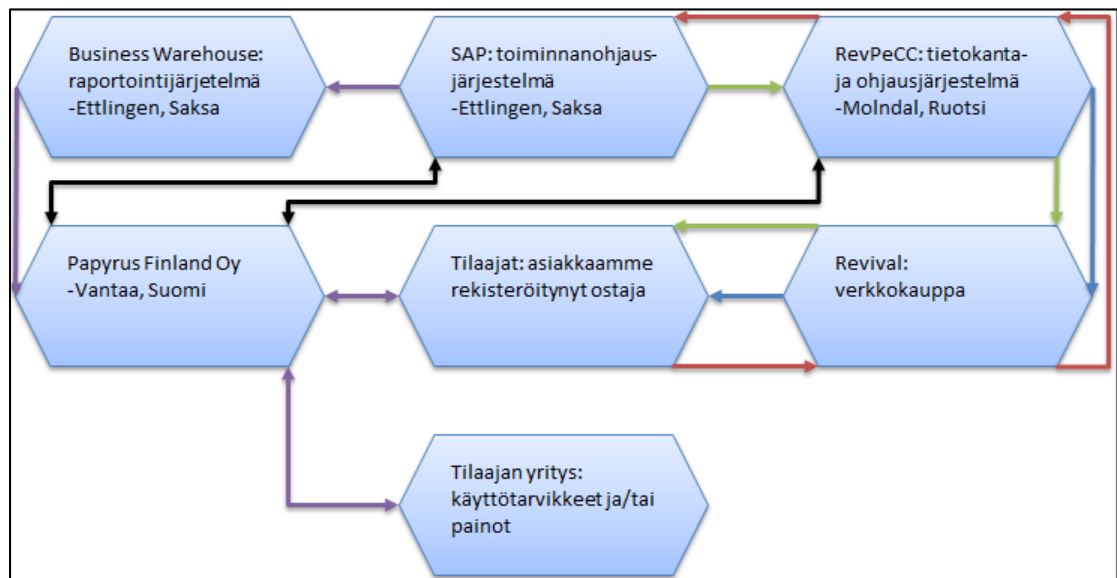 Business Warehouse:
raportointijärjetelmä
-Ettlingen, Saksa
SAP: toiminnanohjaus-
järjestelmä
-Ettlingen, Saksa
RevPeCC: tietokanta-
ja ohjausjärjestelmä
-Molndal, Ruotsi
Papyrus Finland Oy
-Vantaa, Suomi
Tilaajat: asiakkaamme
rekisteröitynyt ostaja
Revival:
verkkokauppa
Tilaajan yritys:
käyttötarvikkeet ja/tai
painot